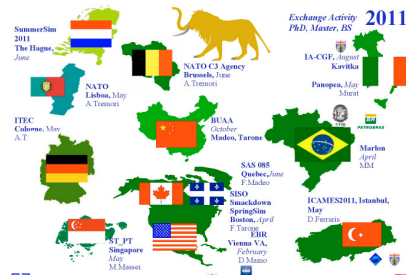 Exchange Activity 2011
PhD, Master, BS
SummerSim
2011
The Hague,
June
NATO C3 Agency
Brussels, June
A.Tremori
IA-CGF, August
Kavitka
Panopea, May
Murat
NATO
Lisboa, May
A.Tremori
ITEC
Cologne, May
A.T
BUAA
October
Madeo, Tarone
PETROBRAS
Marlon
April
MM
SAS 085
Quebec, June
F.Madeo
SISO
Smackdown
SpringSim
Boston, April
F.Tarone
ICAMES2011, Istanbul,
May
D.Ferraris
ST_PT
Singapore
May
M.Massei
EBR
Vienna VA,
February
D.Maino